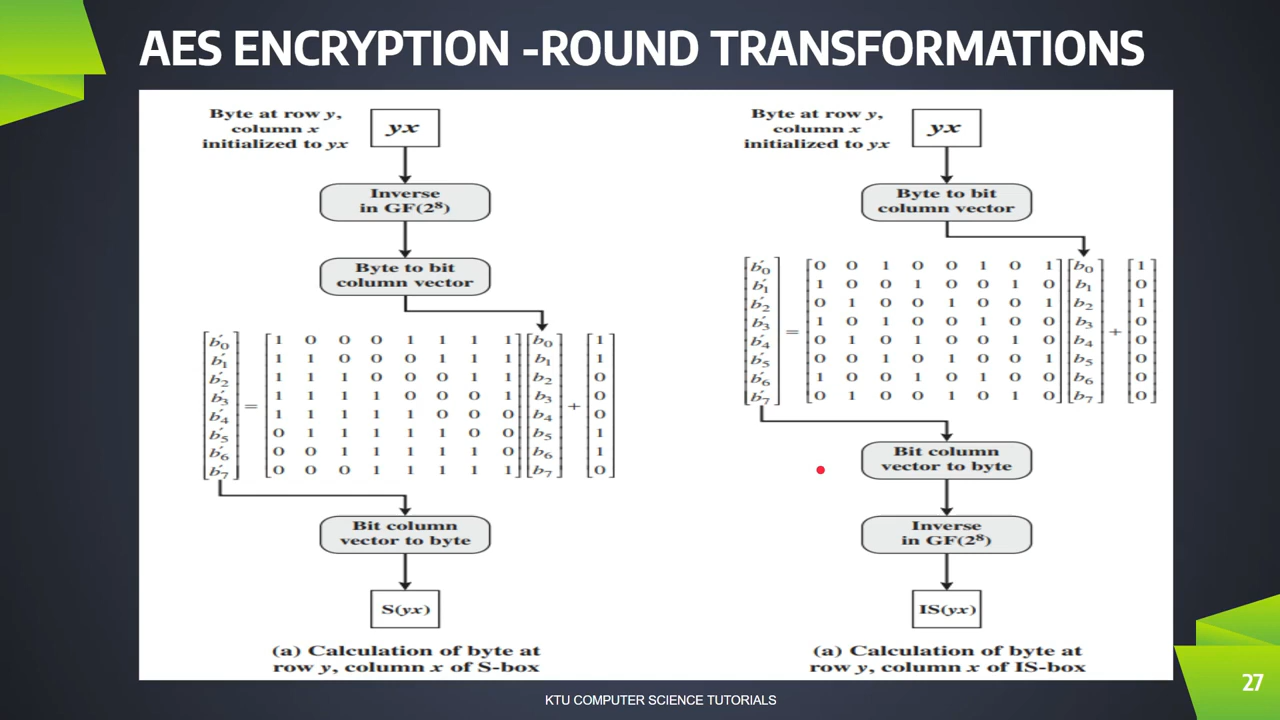 AES ENCRYPTION -ROUND TRANSFORMATIONS
Byte at row y,
column x
initialized to yx
yx
Inverse
in GF(2⁸)
Byte to bit
column vector
b′0 1 0 0 0 1 1 1 1 b0 1
b′1 1 1 0 0 0 1 1 1 b1 1
b′2 1 1 1 0 0 0 1 1 b2 0
b′3 1 1 1 1 0 0 0 1 b3 0
b′4 = 1 1 1 1 1 0 0 0 b4 + 0
b′5 0 1 1 1 1 1 0 0 b5 1
b′6 0 0 1 1 1 1 1 0 b6 1
b′7 0 0 0 1 1 1 1 1 b7 0
Bit column
vector to byte
S(yx)
(a) Calculation of byte at
row y, column x of S-box
Byte at row y,
column x
initialized to yx
yx
Byte to bit
column vector
b′0 0 0 1 0 0 1 0 1 b0 1
b′1 1 0 0 1 0 0 1 0 b1 0
b′2 0 1 0 0 1 0 0 1 b2 1
b′3 1 0 1 0 0 1 0 0 b3 0
b′4 = 0 1 0 1 0 0 1 0 b4 + 0
b′5 0 0 1 0 1 0 0 1 b5 0
b′6 1 0 0 1 0 1 0 0 b6 0
b′7 0 1 0 0 1 0 1 0 b7 0
Bit column
vector to byte
Inverse
in GF(2⁸)
IS(yx)
(a) Calculation of byte at
row y, column x of IS-box
KTU COMPUTER SCIENCE TUTORIALS
27